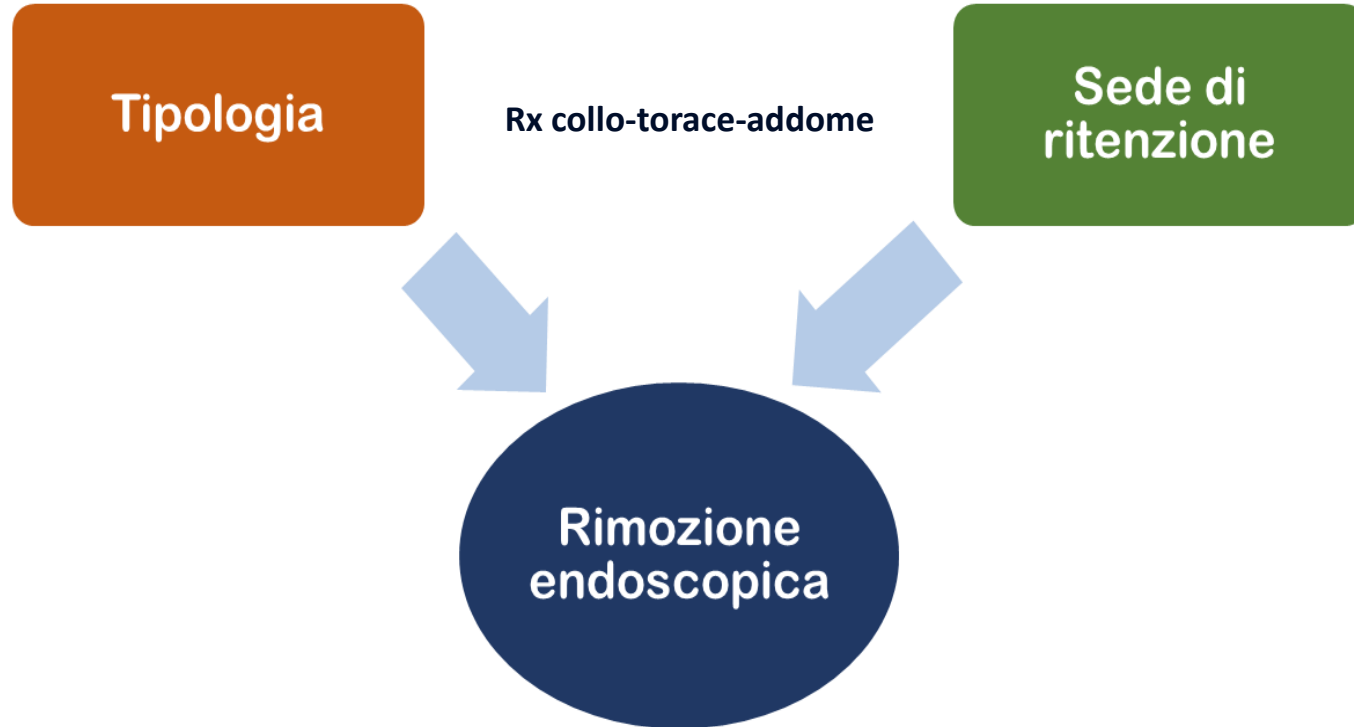 Tipologia
Rx collo-torace-addome
Sede di
ritenzione
Rimozione
endoscopica